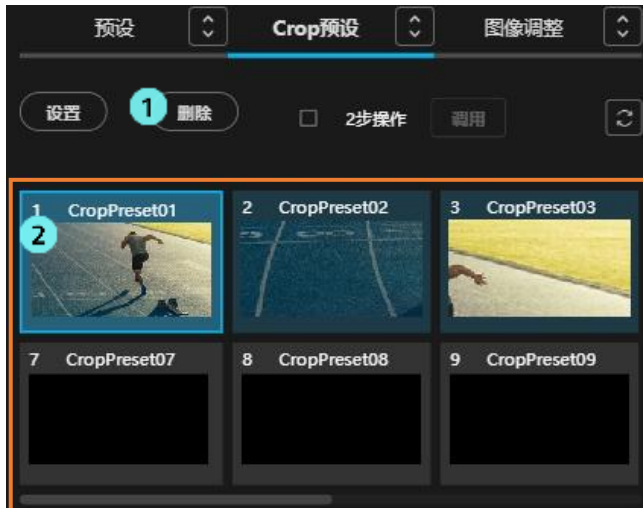 预设 Crop预设 图像调整
设置 1 删除 2步操作 调用
1 CropPreset01 2 CropPreset02 3 CropPreset03
2
7 CropPreset07 8 CropPreset08 9 CropPreset09